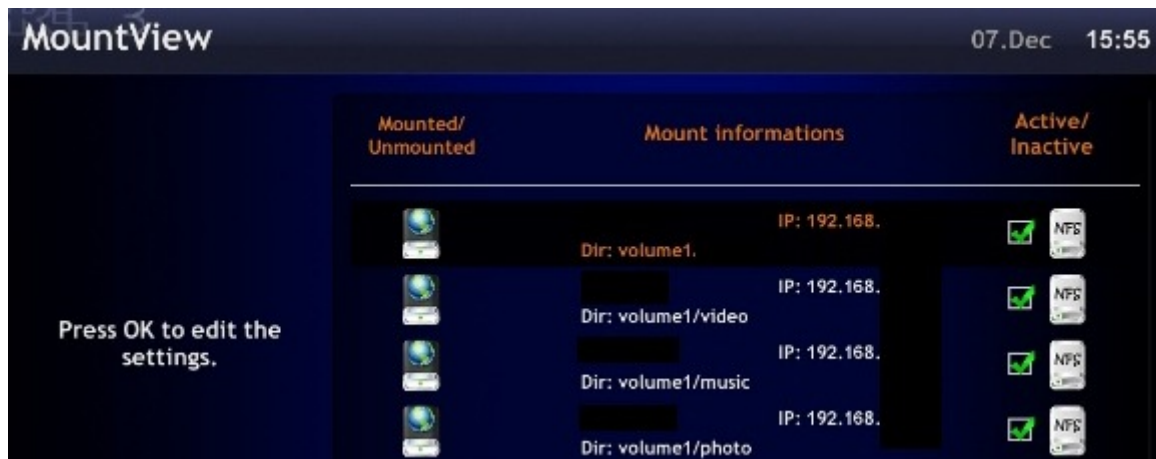 MountView
07.Dec 15:55
Mounted/
Unmounted
Mount informations
Active/
Inactive
IP: 192.168.
Dir: volume1.
NFS
IP: 192.168.
Dir: volume1/video
NFS
Press OK to edit the
settings.
IP: 192.168.
Dir: volume1/music
NFS
IP: 192.168.
Dir: volume1/photo
NFS